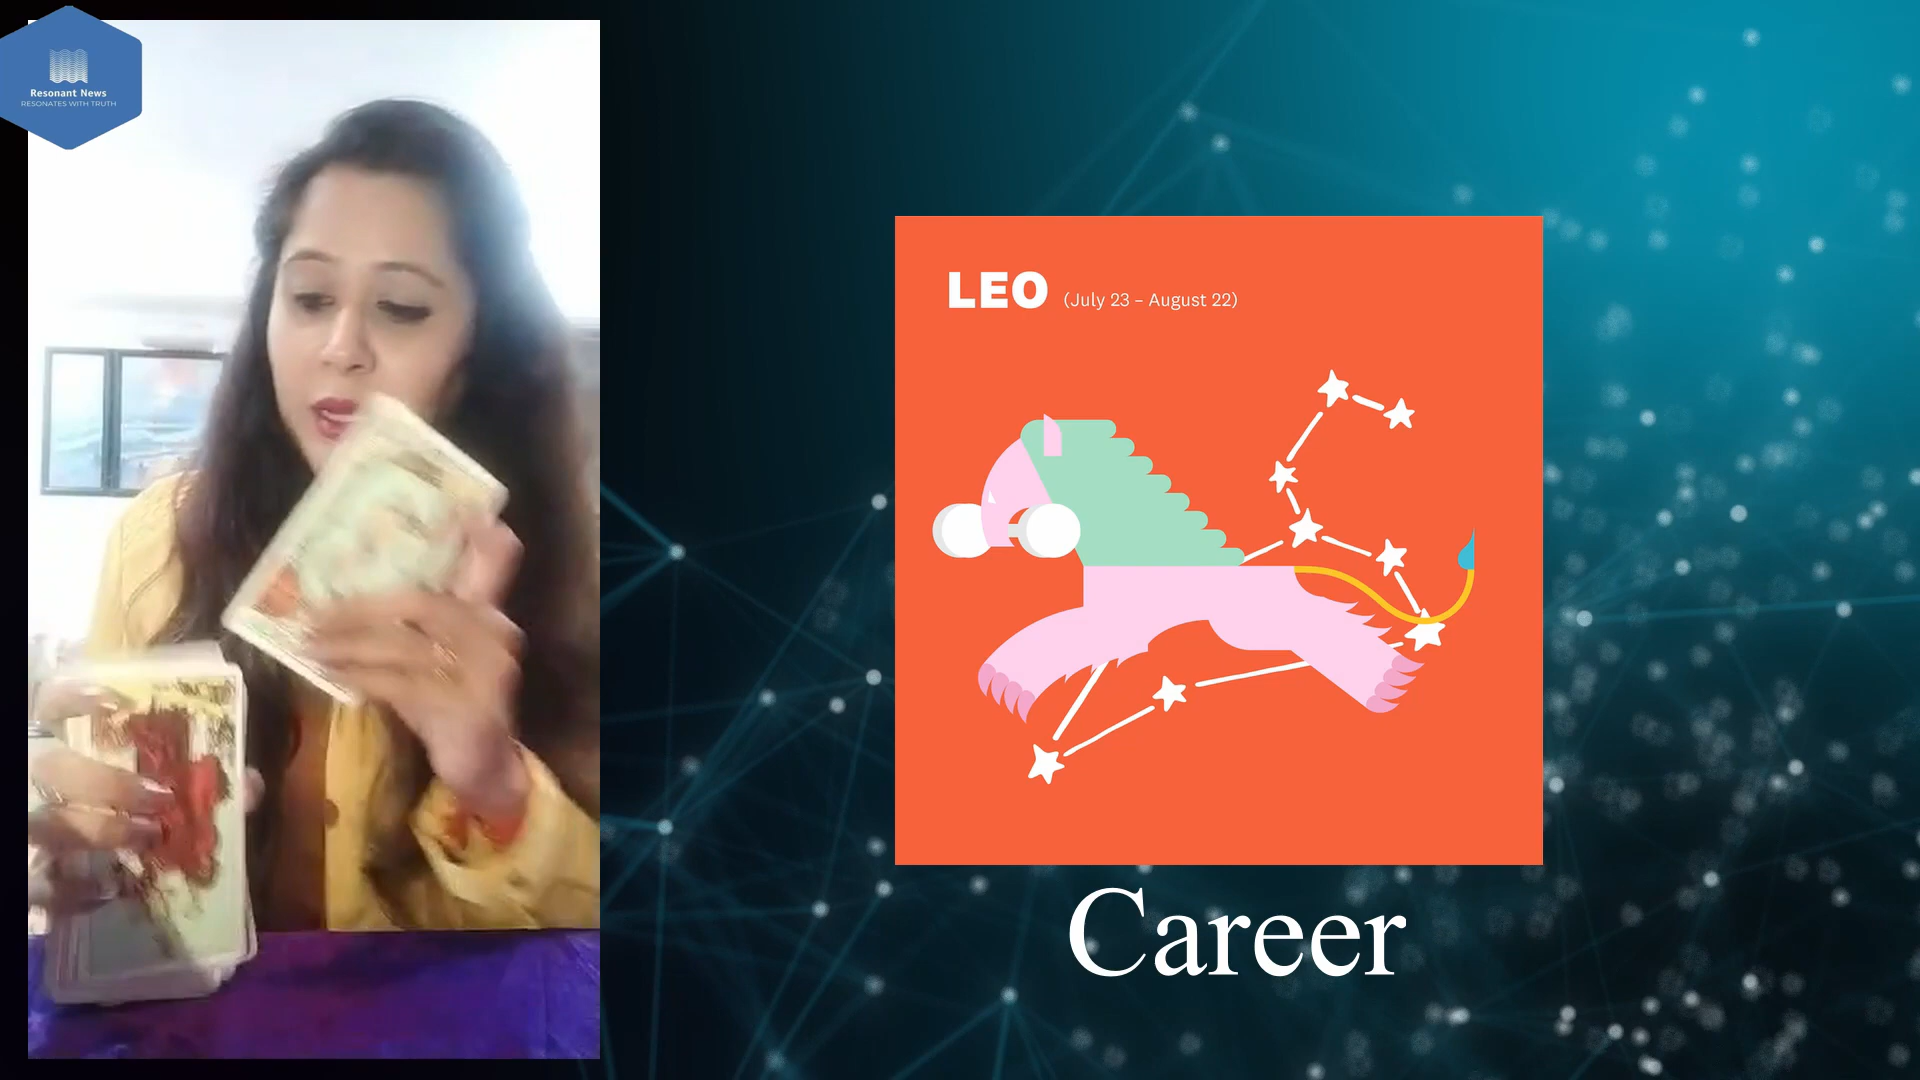 Resonant News
RESONATES WITH TRUTH
LEO (July 23 – August 22)
Career